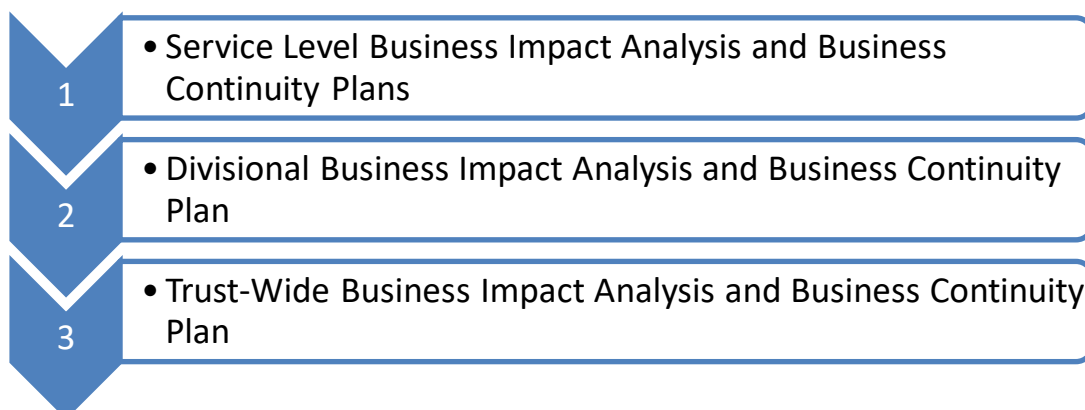 1
• Service Level Business Impact Analysis and Business
Continuity Plans
2
• Divisional Business Impact Analysis and Business Continuity
Plan
3
• Trust-Wide Business Impact Analysis and Business Continuity
Plan